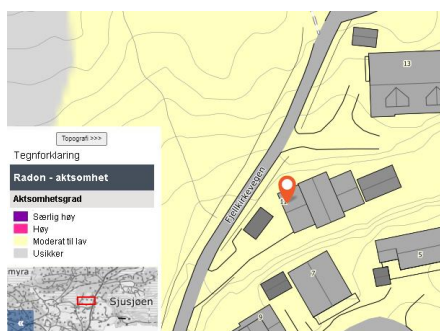 13
Topografi >>>
Tegnforklaring
Radon - aktsomhet
Aktsomhetsgrad
Særlig høy
Høy
Moderat til lav
Usikker
Fjellkirkevegen
7
5
9
myra
Sjusjøen
«